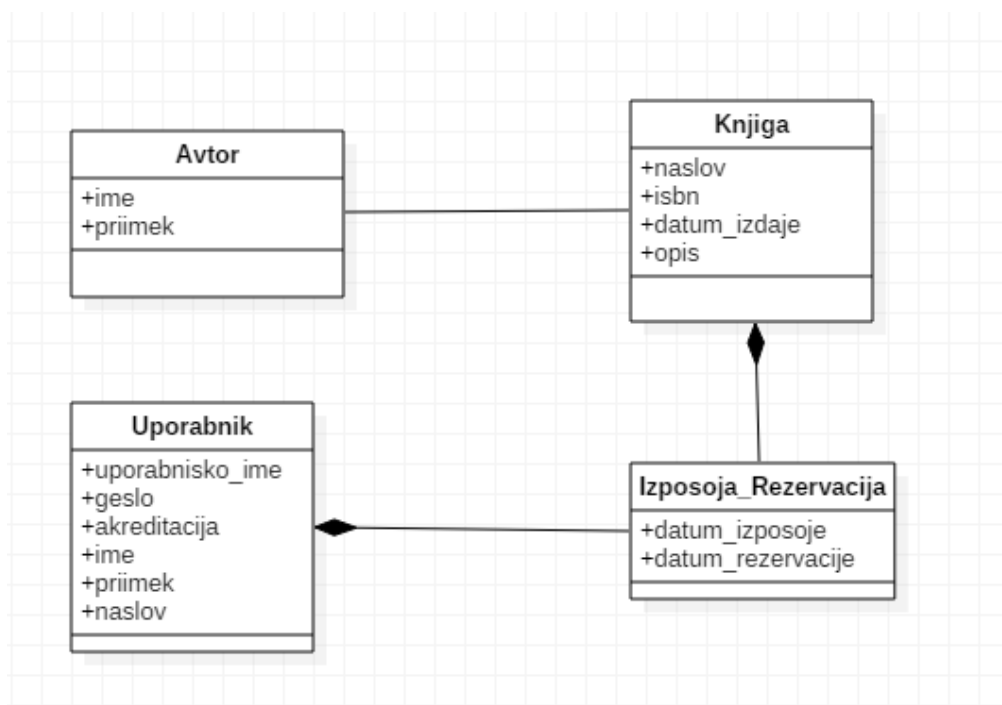 Avtor
+ime
+priimek
Knjiga
+naslov
+isbn
+datum_izdaje
+opis
Uporabnik
+uporabnisko_ime
+geslo
+akreditacija
+ime
+priimek
+naslov
Izposoja_Rezervacija
+datum_izposoje
+datum_rezervacije